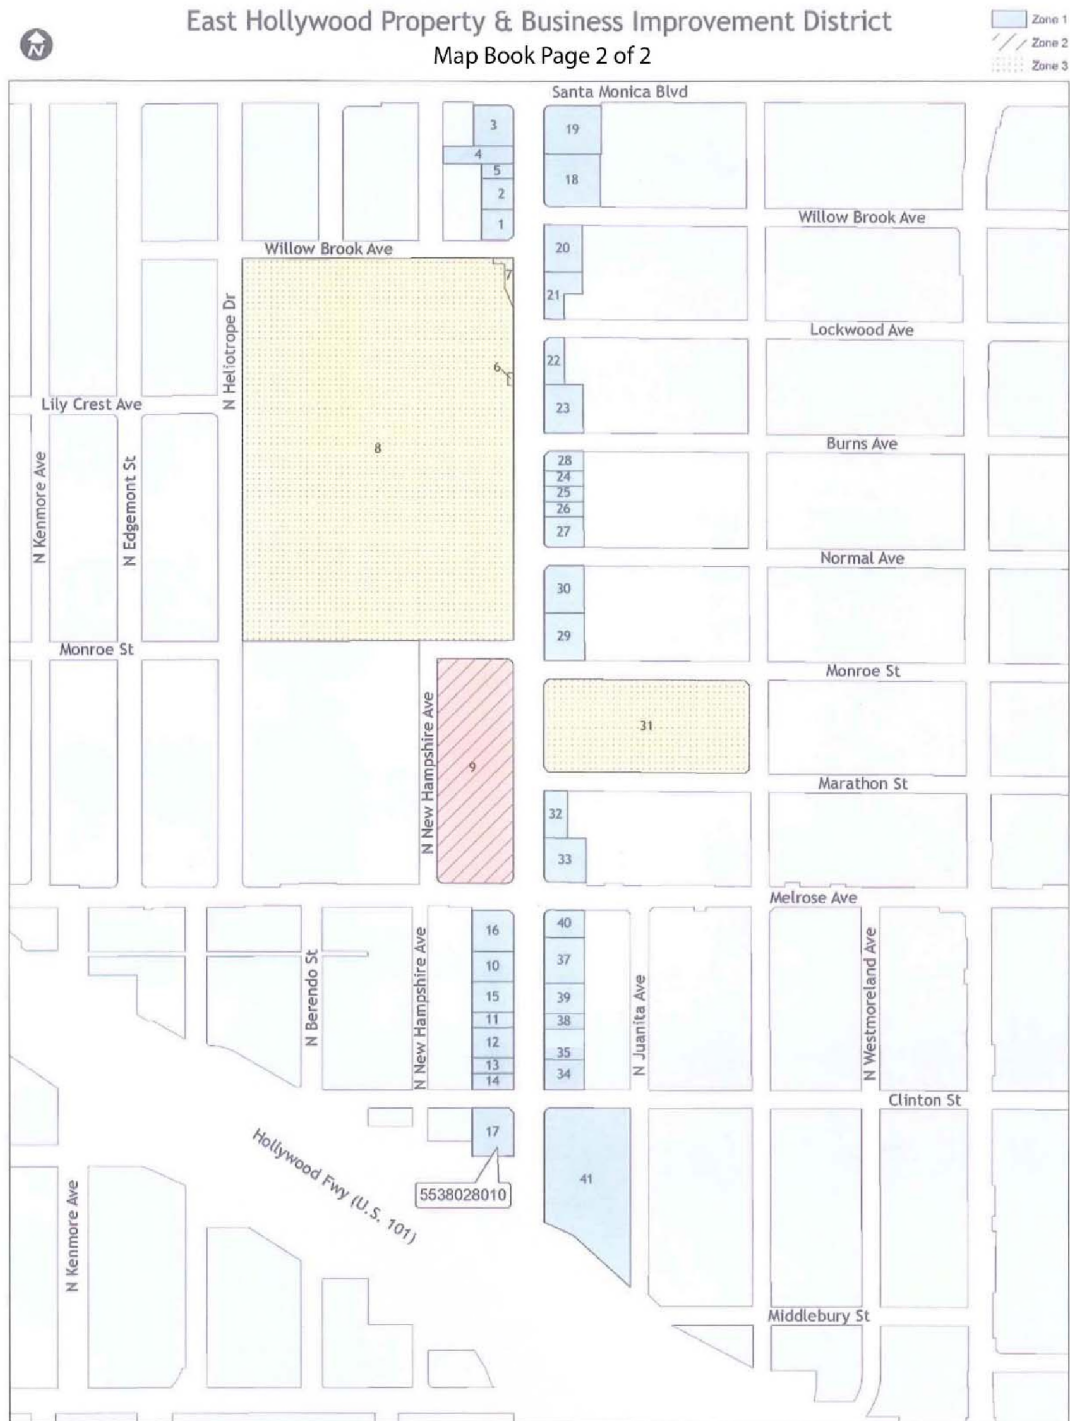 East Hollywood Property & Business Improvement District
Map Book Page 2 of 2
N
Zone 1
Zone 2
Zone 3
Santa Monica Blvd
3
4
5
2
1
19
18
Willow Brook Ave
Willow Brook Ave
20
21
7
N Heliotrope Dr
Lockwood Ave
22
6
23
Lily Crest Ave
8
Burns Ave
28
24
25
26
27
N Kenmore Ave
N Edgemont St
Normal Ave
30
29
Monroe St
Monroe St
31
9
N New Hampshire Ave
Marathon St
32
33
Melrose Ave
16
10
15
11
12
13
14
40
37
39
38
35
34
N Berendo St
N New Hampshire Ave
N Juanita Ave
N Westmoreland Ave
Clinton St
17
5538028010
41
Hollywood Fwy (U.S. 101)
N Kenmore Ave
Middlebury St